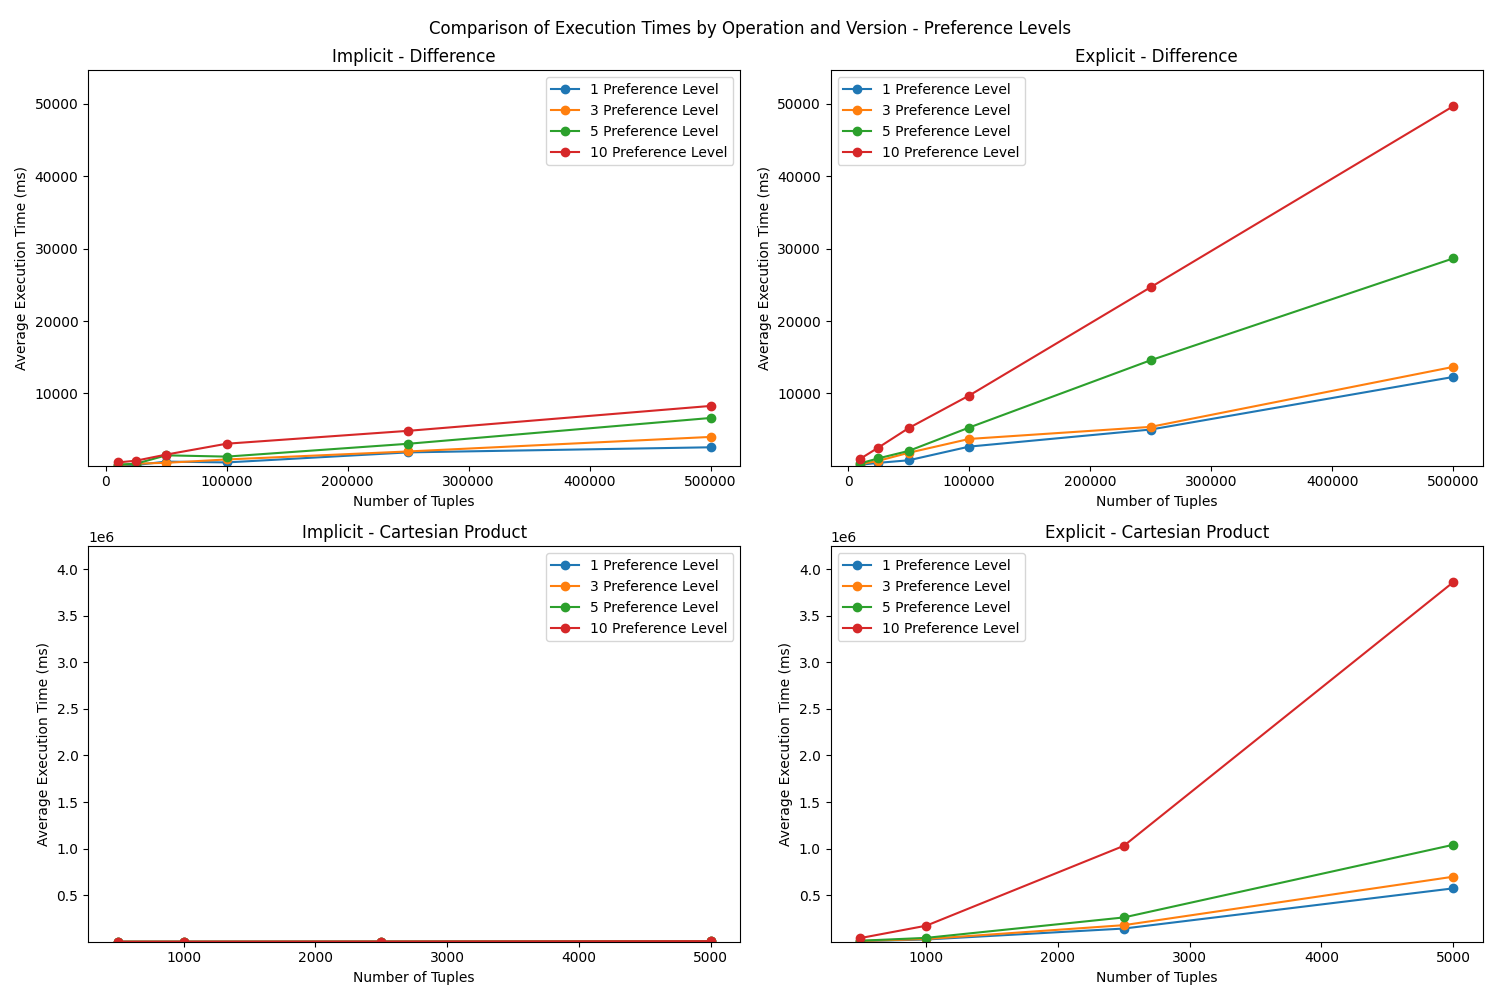 Comparison of Execution Times by Operation and Version - Preference Levels
Implicit - Difference
Average Execution Time (ms)
50000
40000
30000
20000
10000
1 Preference Level
3 Preference Level
5 Preference Level
10 Preference Level
0 100000 200000 300000 400000 500000
Number of Tuples
Explicit - Difference
Average Execution Time (ms)
50000
40000
30000
20000
10000
1 Preference Level
3 Preference Level
5 Preference Level
10 Preference Level
0 100000 200000 300000 400000 500000
Number of Tuples
Implicit - Cartesian Product
1e6
Average Execution Time (ms)
4.0
3.5
3.0
2.5
2.0
1.5
1.0
0.5
1 Preference Level
3 Preference Level
5 Preference Level
10 Preference Level
1000 2000 3000 4000 5000
Number of Tuples
Explicit - Cartesian Product
1e6
Average Execution Time (ms)
4.0
3.5
3.0
2.5
2.0
1.5
1.0
0.5
1 Preference Level
3 Preference Level
5 Preference Level
10 Preference Level
1000 2000 3000 4000 5000
Number of Tuples